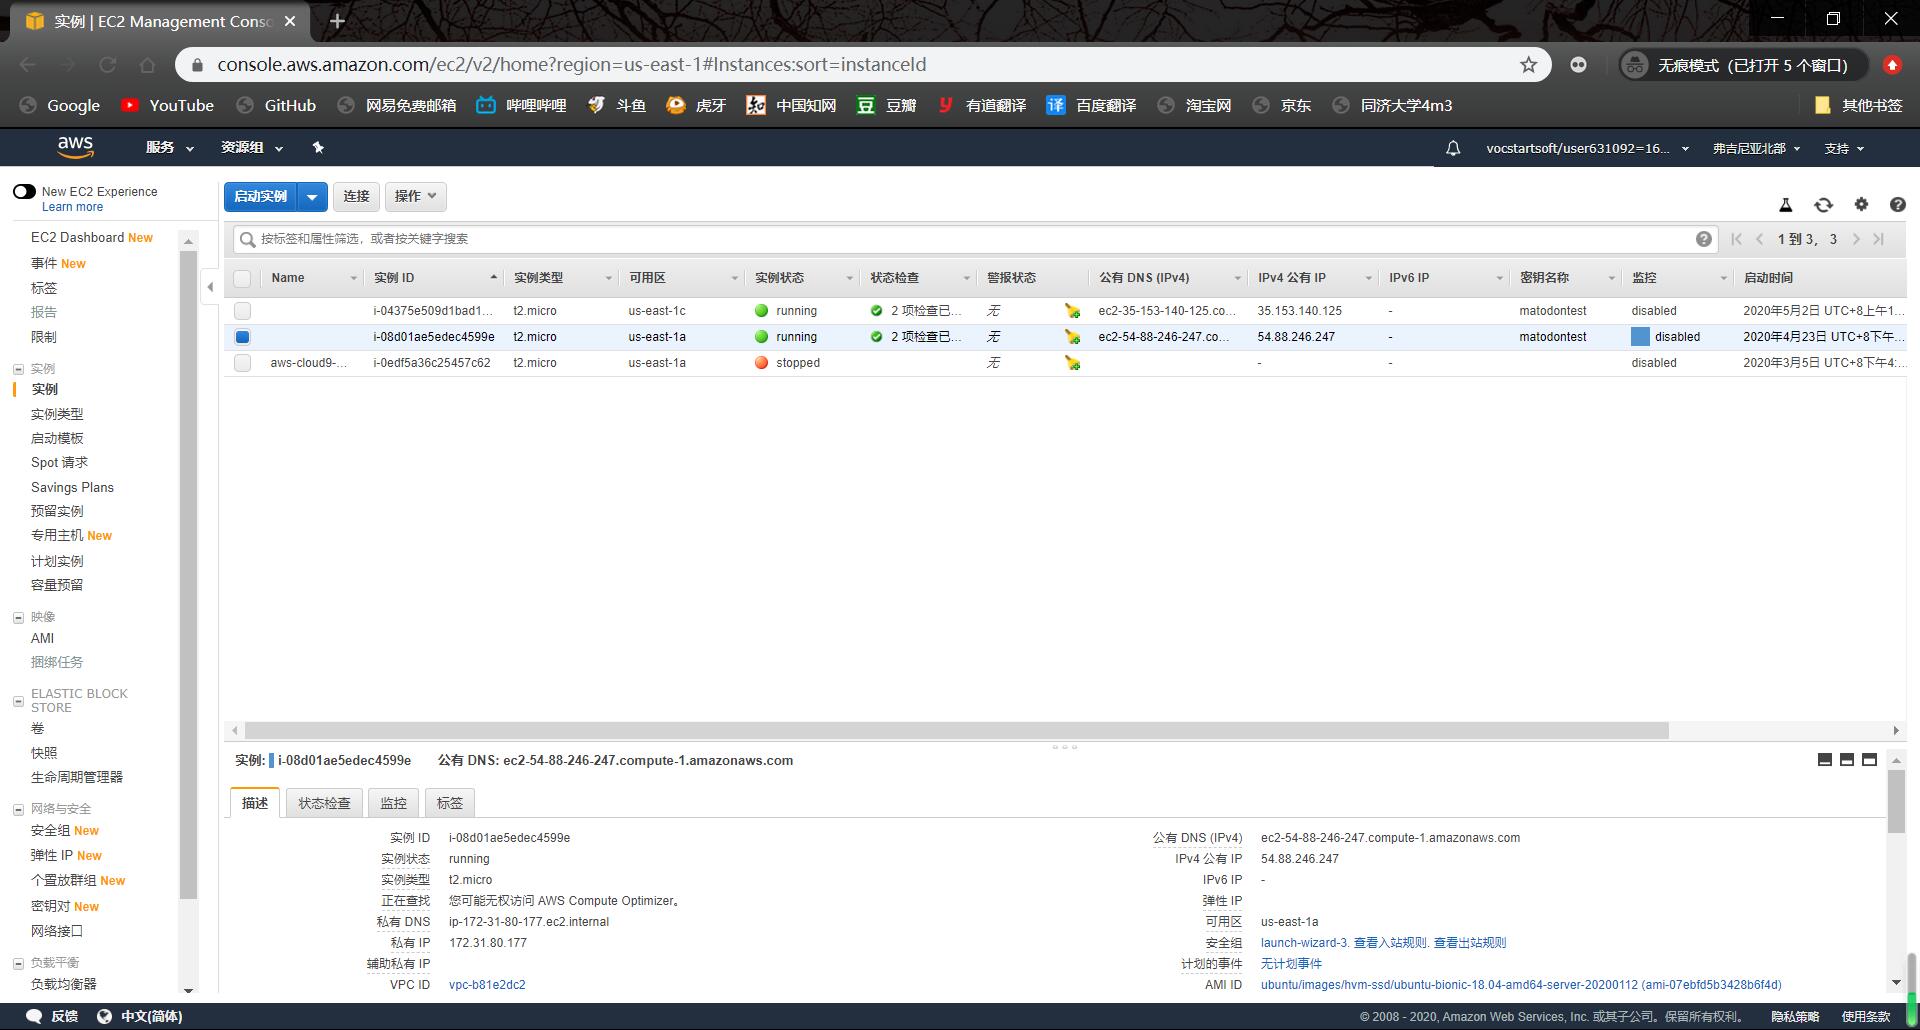 实例 | EC2 Management Conso
console.aws.amazon.com/ec2/v2/home?region=us-east-1#Instances:sort=instanceId
无痕模式 (已打开 5 个窗口)
Google YouTube GitHub 网易免费邮箱 哔哩哔哩 斗鱼 虎牙 中国知网 豆瓣 有道翻译 百度翻译 淘宝网 京东 同济大学4m3 其他书签
aws 服务 资源组 vocstartsoft/user631092=16... 弗吉尼亚北部 支持
New EC2 Experience
Learn more
EC2 Dashboard New
事件 New
标签
报告
限制
实例
实例
实例类型
启动模板
Spot 请求
Savings Plans
预留实例
专用主机 New
计划实例
容量预留
映像
AMI
捆绑任务
ELASTIC BLOCK
STORE
卷
快照
生命周期管理器
网络与安全
安全组 New
弹性 IP New
个置放群组 New
密钥对 New
网络接口
负载平衡
负载均衡器
启动实例 连接 操作
按标签和属性筛选，或者按关键字搜索 1 到 3， 3
Name 实例 ID 实例类型 可用区 实例状态 状态检查 警报状态 公有 DNS (IPv4) IPv4 公有 IP IPv6 IP 密钥名称 监控 启动时间
i-04375e509d1bad1... t2.micro us-east-1c running 2 项检查已... 无 ec2-35-153-140-125.co... 35.153.140.125 - matodontest disabled 2020年5月2日 UTC+8上午1...
i-08d01ae5edec4599e t2.micro us-east-1a running 2 项检查已... 无 ec2-54-88-246-247.co... 54.88.246.247 - matodontest disabled 2020年4月23日 UTC+8下午...
aws-cloud9-... i-0edf5a36c25457c62 t2.micro us-east-1a stopped 无 - - disabled 2020年3月5日 UTC+8下午4:...
实例: i-08d01ae5edec4599e 公有 DNS: ec2-54-88-246-247.compute-1.amazonaws.com
描述 状态检查 监控 标签
实例 ID i-08d01ae5edec4599e 公有 DNS (IPv4) ec2-54-88-246-247.compute-1.amazonaws.com
实例状态 running IPv4 公有 IP 54.88.246.247
实例类型 t2.micro IPv6 IP -
正在查找 您可能无权访问 AWS Compute Optimizer。 弹性 IP
私有 DNS ip-172-31-80-177.ec2.internal 可用区 us-east-1a
私有 IP 172.31.80.177 安全组 launch-wizard-3. 查看入站规则. 查看出站规则
辅助私有 IP 计划的事件 无计划事件
VPC ID vpc-b81e2dc2 AMI ID ubuntu/images/hvm-ssd/ubuntu-bionic-18.04-amd64-server-20200112 (ami-07ebfd5b3428b6f4d)
反馈 中文(简体) © 2008 - 2020, Amazon Web Services, Inc. 或其子公司。保留所有权利。 隐私策略 使用条款